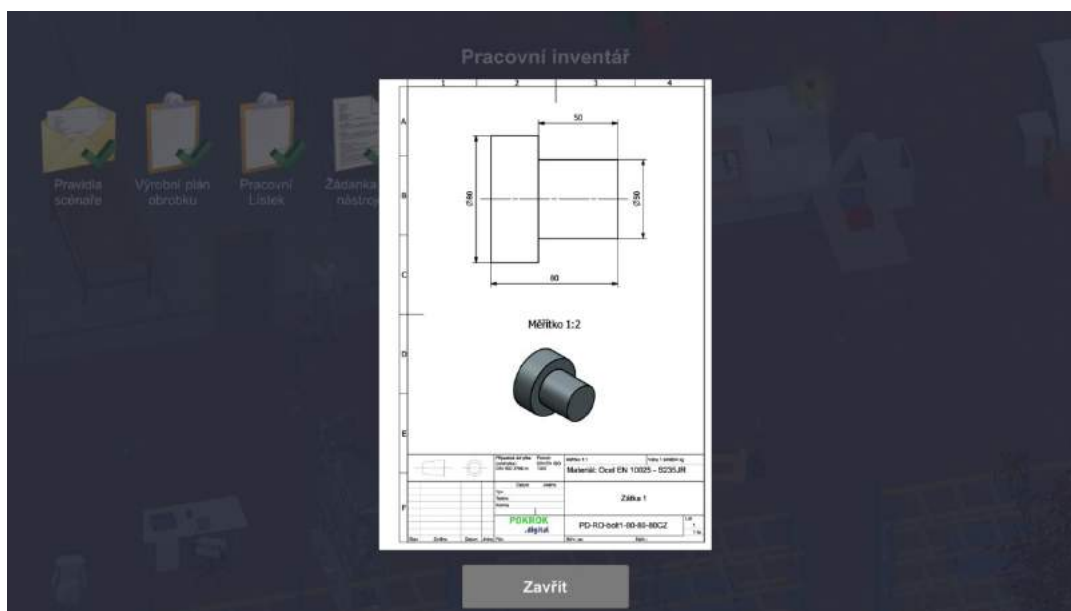 Pracovní inventář
1 2 3 4
A
B
C
D
E
F
50
Ø80
Ø50
80
Měřítko 1:2
Pravidla
scénaře
Výrobní plán
obrobku
Pracovní
Lístek
Žádanka
nástroj
Materiál: Ocel EN 10025 - S235JR
Datum
Zátka 1
POKROK
.digital
PD-RO-bolt1-80-80-80CZ
Zavřít